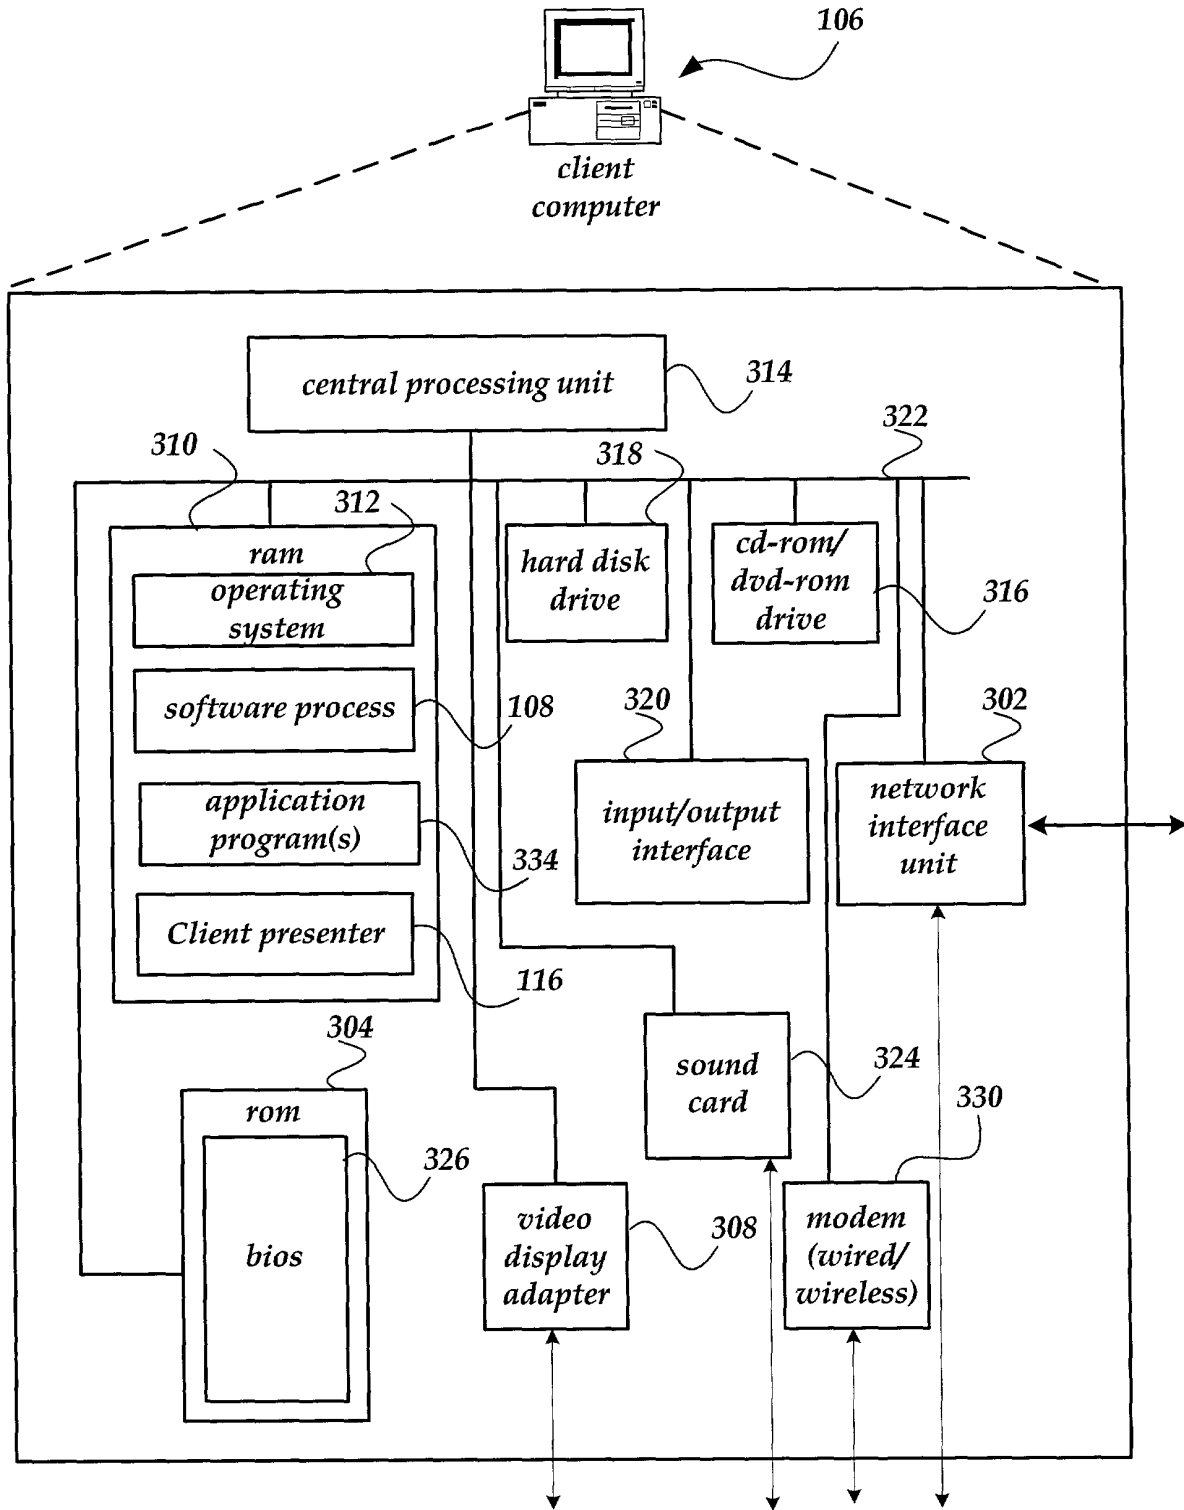 106
client
computer
central processing unit
314
322
310
318
312
ram
operating
system
hard disk
drive
cd-rom/
dvd-rom
drive
316
software process
108
320
302
application
program(s)
334
input/output
interface
network
interface
unit
Client presenter
116
304
sound
card
324
330
rom
326
bios
video
display
adapter
308
modem
(wired/
wireless)